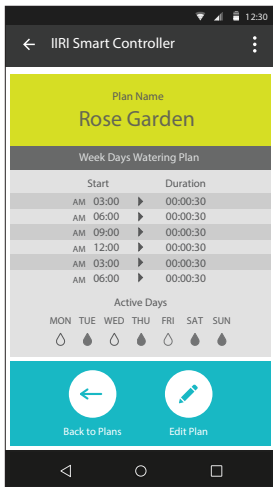 12:30
IIRI Smart Controller
Plan Name
Rose Garden
Week Days Watering Plan
Start Duration
AM 03:00 00:00:30
AM 06:00 00:00:30
AM 09:00 00:00:30
AM 12:00 00:00:30
AM 03:00 00:00:30
AM 06:00 00:00:30
Active Days
MON TUE WED THU FRI SAT SUN
Back to Plans Edit Plan